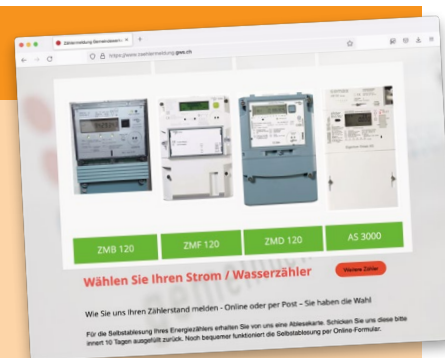 Zählermeldung Gemeindewerke
https://www.zaehlermeldung.gws.ch
ZMB 120
ZMF 120
ZMD 120
AS 3000
Wählen Sie Ihren Strom / Wasserzähler
Weitere Zähler
Wie Sie uns Ihren Zählerstand melden - Online oder per Post – Sie haben die Wahl
Für die Selbstablesung Ihres Energiezählers erhalten Sie von uns eine Ablesekarte. Schicken Sie uns diese bitte
innert 10 Tagen ausgefüllt zurück. Noch bequemer funktioniert die Selbstablesung per Online-Formular.